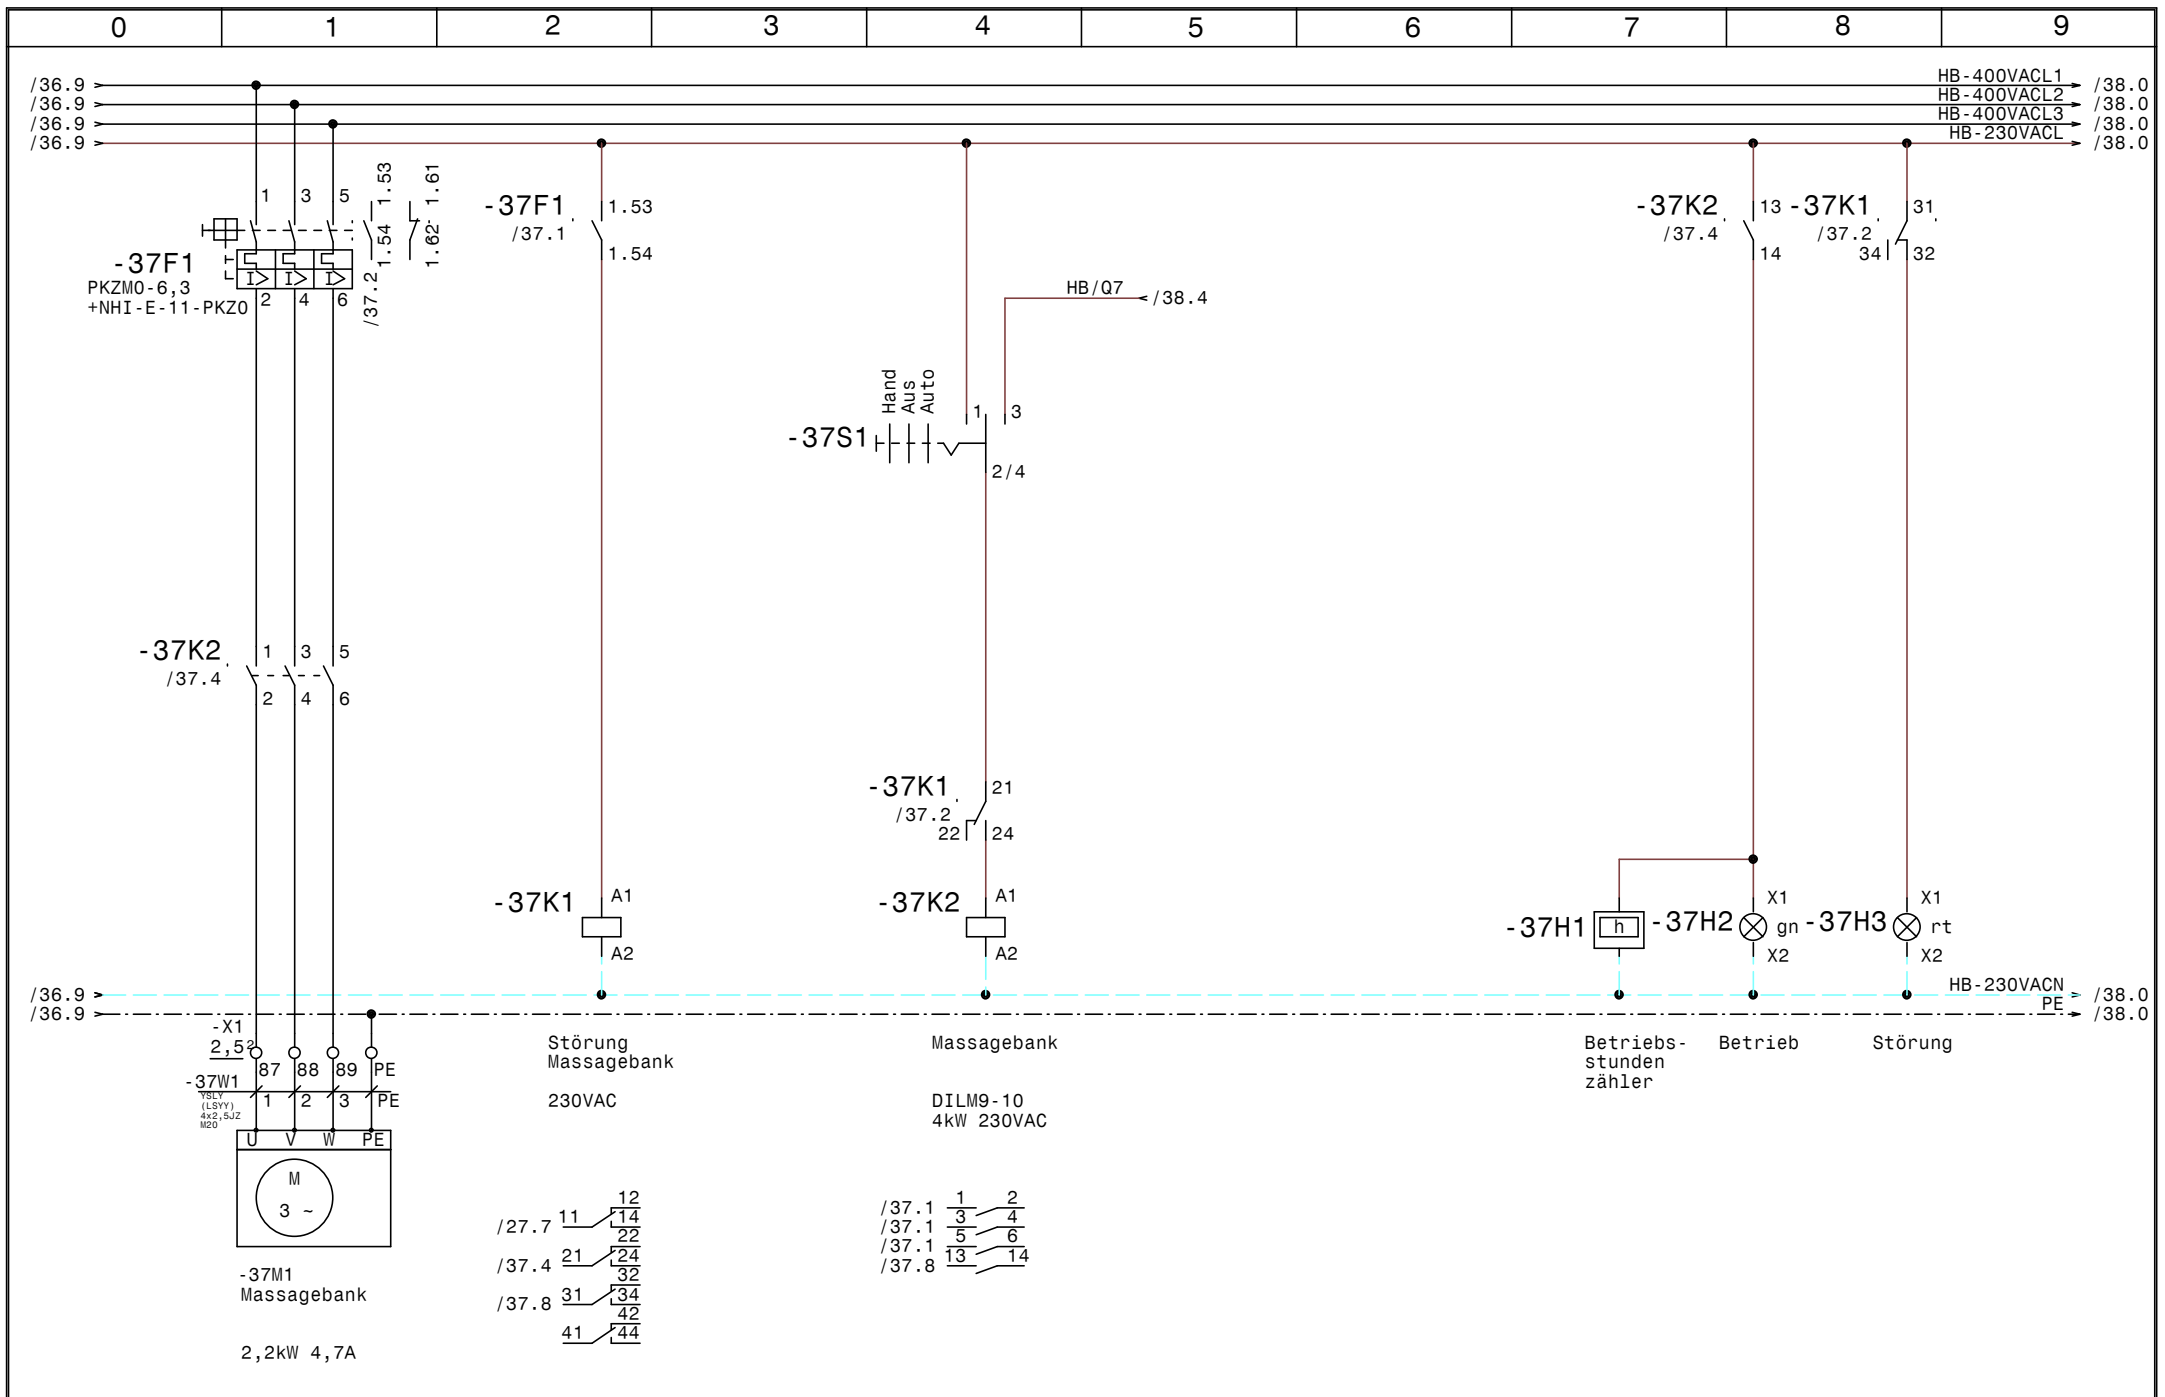 0 1 2 3 4 5 6 7 8 9
/36.9 HB-400VACL1 /38.0
/36.9 HB-400VACL2 /38.0
/36.9 HB-400VACL3 /38.0
/36.9 HB-230VACL /38.0
1 3 5 1.53 1.61
1.54 1.62
-37F1
PKZM0-6,3
+NHI-E-11-PKZ0
I> I> I>
2 4 6 /37.2
-37F1 1.53
/37.1
1.54
-37K2 13
/37.4
14
-37K1 31
/37.2
34 32
HB/Q7 /38.4
Hand
Aus
Auto
1 3
-37S1
2/4
-37K2 1 3 5
/37.4
2 4 6
-37K1 21
/37.2
22 24
-37K1 A1
A2
-37K2 A1
A2
-37H1 h
-37H2 X1
gn
X2
-37H3 X1
rt
X2
/36.9 HB-230VACN /38.0
/36.9 PE /38.0
-X1
2,5²
87 88 89 PE
-37W1
YSLY
(LSYY)
4x2,5JZ
M20
1 2 3 PE
U V W PE
M
3 ~
-37M1
Massagebank
2,2kW 4,7A
Störung
Massagebank
230VAC
Massagebank
DILM9-10
4kW 230VAC
Betriebs-
stunden
zähler
Betrieb
Störung
12
/27.7 11 14
22
/37.4 21 24
32
/37.8 31 34
42
41 44
/37.1 1 2
/37.1 3 4
/37.1 5 6
/37.8 13 14